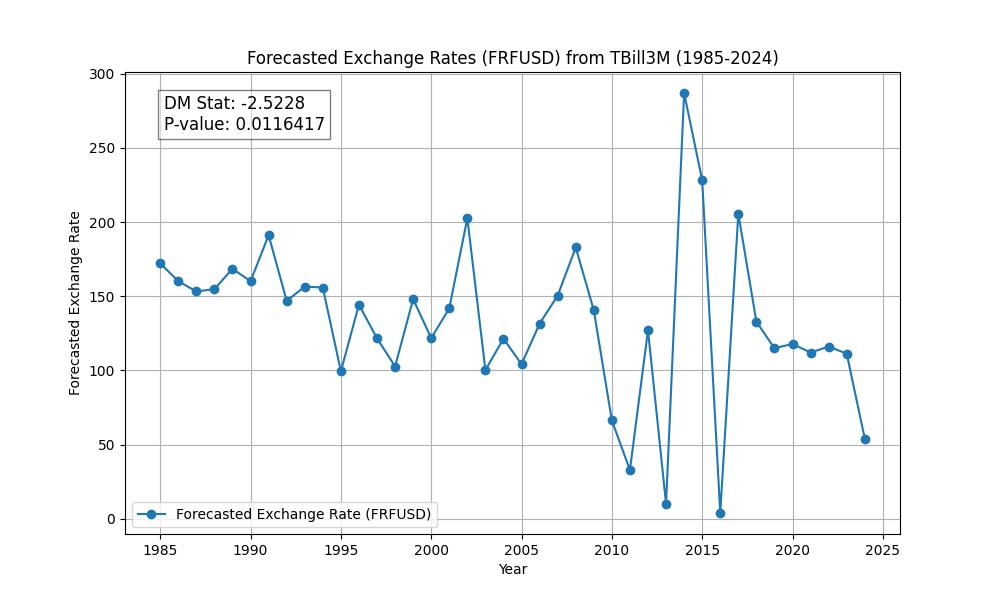 Forecasted Exchange Rates (FRFUSD) from TBill3M (1985-2024)
DM Stat: -2.5228
P-value: 0.0116417
Forecasted Exchange Rate
300
250
200
150
100
50
0
Forecasted Exchange Rate (FRFUSD)
1985 1990 1995 2000 2005 2010 2015 2020 2025
Year